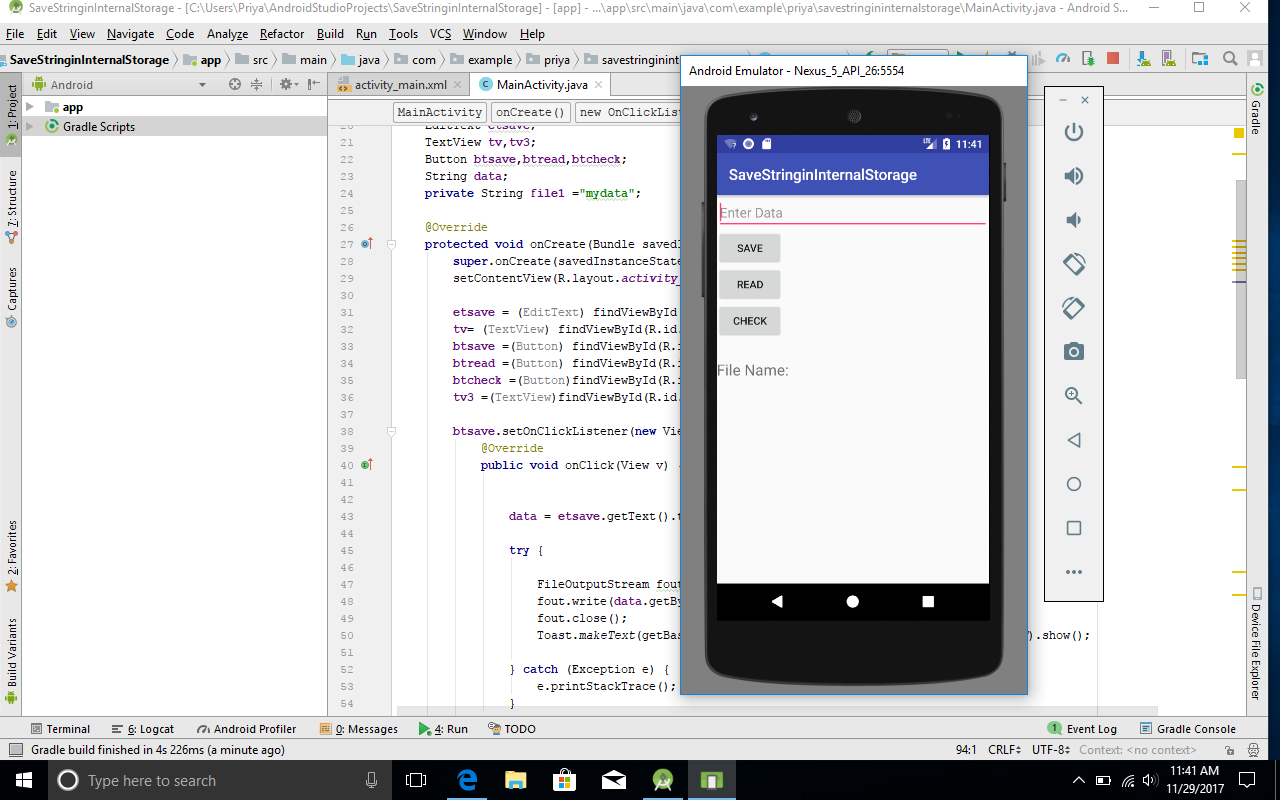 SaveStringinInternalStorage - [C:\Users\Priya\AndroidStudioProjects\SaveStringinInternalStorage] - [app] - ...\app\src\main\java\com\example\priya\savestringininternalstorage\MainActivity.java - Android S...
File Edit View Navigate Code Analyze Refactor Build Run Tools VCS Window Help
SaveStringinInternalStorage app src main java com example priya savestringinint
Android
activity_main.xml MainActivity.java
app
Gradle Scripts
1: Project
7: Structure
Captures
2: Favorites
Build Variants
MainActivity onCreate() new OnClickLis
20 EditText etsave;
21 TextView tv,tv3;
22 Button btsave,btread,btcheck;
23 String data;
24 private String file1 ="mydata";
25
26 @Override
27 protected void onCreate(Bundle savedI
28 super.onCreate(savedInstanceState
29 setContentView(R.layout.activity_
30
31 etsave = (EditText) findViewById
32 tv= (TextView) findViewById(R.id.
33 btsave =(Button) findViewById(R.i
34 btread =(Button) findViewById(R.i
35 btcheck =(Button)findViewById(R.i
36 tv3 =(TextView)findViewById(R.id.
37
38 btsave.setOnClickListener(new Vie
39 @Override
40 public void onClick(View v) {
41
42
43 data = etsave.getText().t
44
45 try {
46
47 FileOutputStream fout
48 fout.write(data.getBy
49 fout.close();
50 Toast.makeText(getBas ).show();
51
52 } catch (Exception e) {
53 e.printStackTrace();
54 }
Android Emulator - Nexus_5_API_26:5554
LTE 11:41
SaveStringinInternalStorage
Enter Data
SAVE
READ
CHECK
File Name:
Gradle
Device File Explorer
Terminal 6: Logcat Android Profiler 0: Messages 4: Run TODO 1 Event Log Gradle Console
Gradle build finished in 4s 226ms (a minute ago) 94:1 CRLF UTF-8 Context: <no context>
Type here to search
11:41 AM
11/29/2017